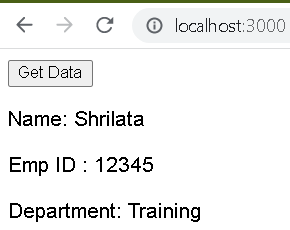 localhost:3000
Get Data
Name: Shrilata
Emp ID : 12345
Department: Training